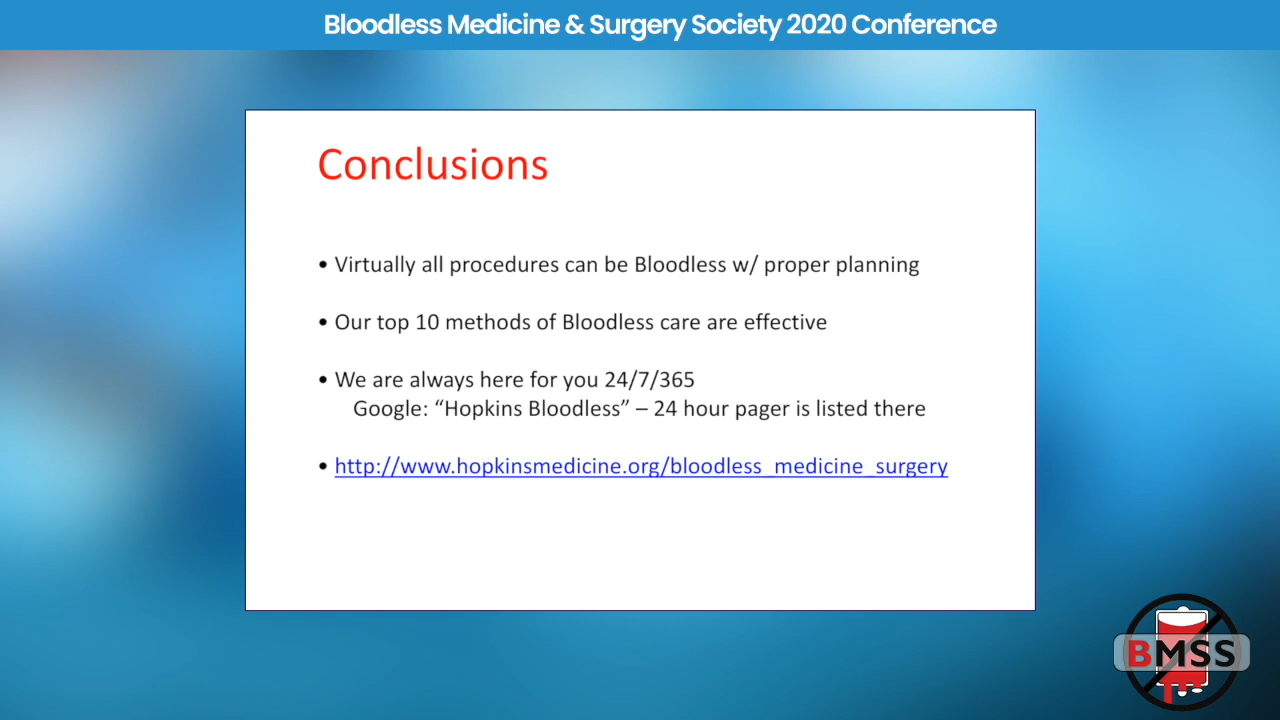 Bloodless Medicine & Surgery Society 2020 Conference
Conclusions
• Virtually all procedures can be Bloodless w/ proper planning
• Our top 10 methods of Bloodless care are effective
• We are always here for you 24/7/365
Google: “Hopkins Bloodless” – 24 hour pager is listed there
• http://www.hopkinsmedicine.org/bloodless_medicine_surgery
BMSS